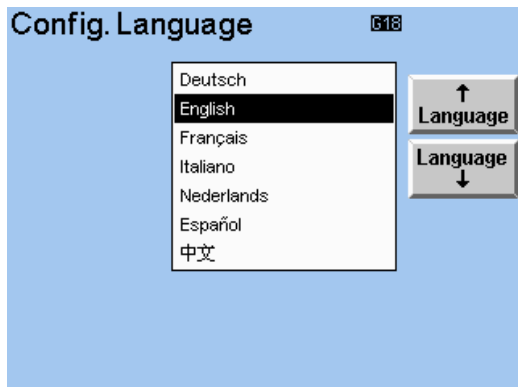 Config. Language
G18
Deutsch
English
Français
Italiano
Nederlands
Español
中文
↑
Language
Language
↓